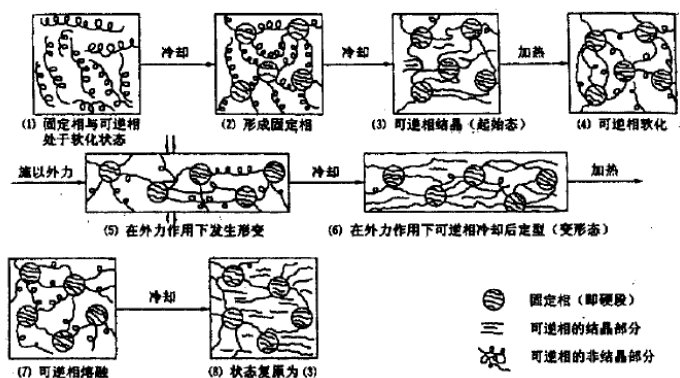 冷却
冷却
加热
(1) 固定相与可逆相
处于软化状态
(2) 形成固定相
(3) 可逆相结晶（起始态）
(4) 可逆相软化
施以外力
冷却
加热
(5) 在外力作用下发生形变
(6) 在外力作用下可逆相冷却后定型（变形态）
冷却
固定相（即硬段）
可逆相的结晶部分
可逆相的非结晶部分
(7) 可逆相熔融
(8) 状态复原为 (3)